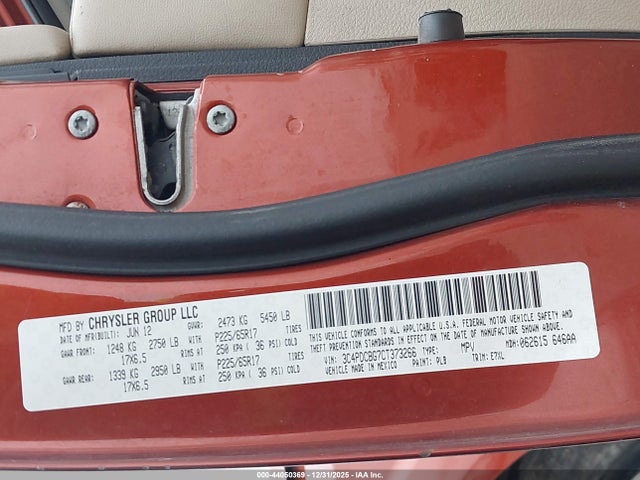 MFD BY CHRYSLER GROUP LLC
DATE OF MFR(BUILT): JUN 12 GVWR: 2473 KG 5450 LB
GAWR FRONT: 1248 KG 2750 LB TIRES P225/65R17
17X6.5 RIMS AT 250 KPA ( 36 PSI) COLD
GAWR REAR: 1339 KG 2950 LB TIRES P225/65R17
17X6.5 RIMS AT 250 KPA ( 36 PSI) COLD
THIS VEHICLE CONFORMS TO ALL APPLICABLE U.S.A. FEDERAL MOTOR VEHICLE SAFETY,
BUMPER, AND THEFT PREVENTION STANDARDS IN EFFECT ON THE DATE OF MANUFACTURE SHOWN ABOVE.
VIN: 3C4PDCBG7CT373266 TYPE: MPV MDH:062615 646AA
VEHICLE MADE IN MEXICO PAINT: PLB TRIM: E7XL
000-44050369 - 12/31/2025 - IAA Inc.